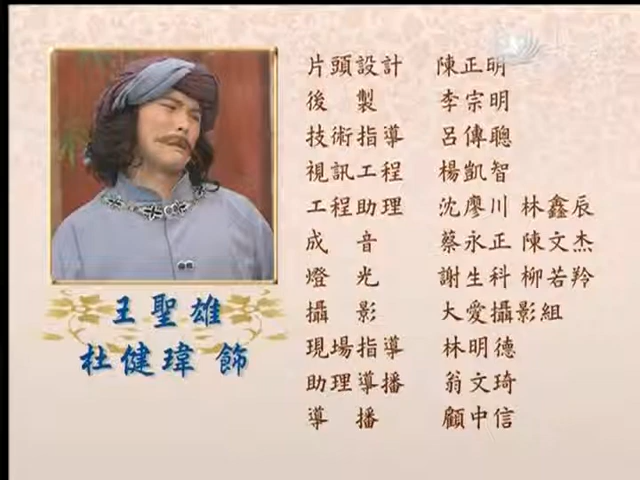 王聖雄
杜健瑋 飾
片頭設計 陳正明
後 製 李宗明
技術指導 呂傳聰
視訊工程 楊凱智
工程助理 沈廖川 林鑫辰
成 音 蔡永正 陳文杰
燈 光 謝生科 柳若羚
攝 影 大愛攝影組
現場指導 林明德
助理導播 翁文琦
導 播 顧中信